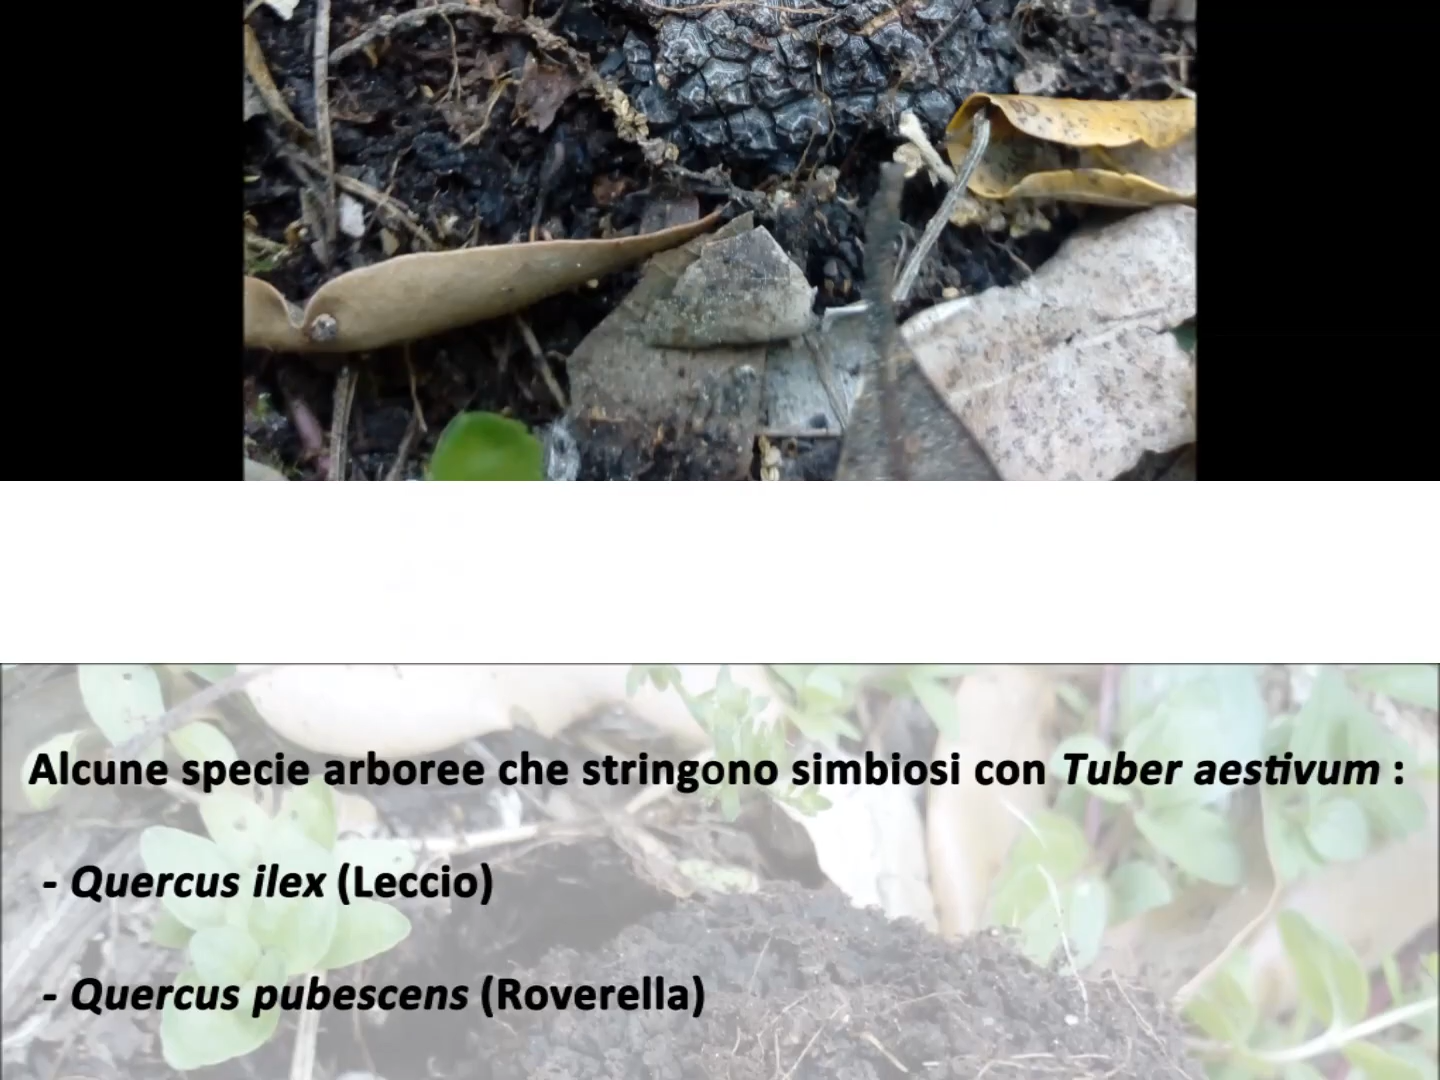 Alcune specie arboree che stringono simbiosi con Tuber aestivum :
- Quercus ilex (Leccio)
- Quercus pubescens (Roverella)